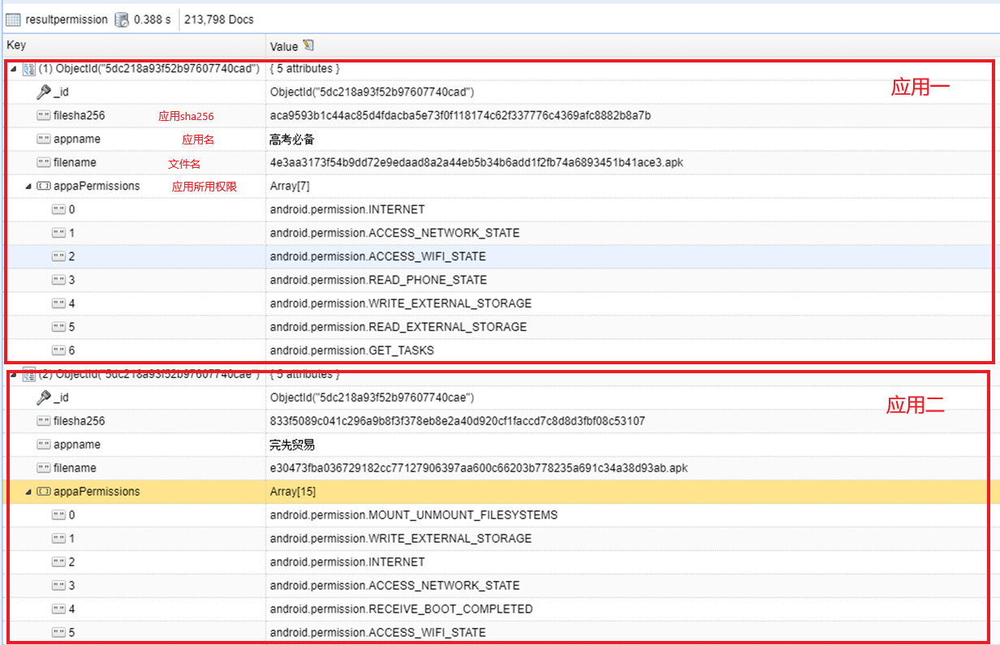 resultpermission 0.388 s 213,798 Docs
Key Value
(1) ObjectId("5dc218a93f52b97607740cad") { 5 attributes }
应用一
_id ObjectId("5dc218a93f52b97607740cad")
filesha256 应用sha256 aca9593b1c44ac85d4fdacba5e73f0f118174c62f337776c4369afc8882b8a7b
appname 应用名 高考必备
filename 文件名 4e3aa3173f54b9dd72e9edaad8a2a44eb5b34b6add1f2fb74a6893451b41ace3.apk
appaPermissions 应用所用权限 Array[7]
0 android.permission.INTERNET
1 android.permission.ACCESS_NETWORK_STATE
2 android.permission.ACCESS_WIFI_STATE
3 android.permission.READ_PHONE_STATE
4 android.permission.WRITE_EXTERNAL_STORAGE
5 android.permission.READ_EXTERNAL_STORAGE
6 android.permission.GET_TASKS
(2) ObjectId("5dc218a93f52b97607740cae") { 5 attributes }
_id ObjectId("5dc218a93f52b97607740cae")
应用二
filesha256 833f5089c041c296a9b8f3f378eb8e2a40d920cf1faccd7c8d8d3fbf08c53107
appname 完先贸易
filename e30473fba036729182cc77127906397aa600c66203b778235a691c34a38d93ab.apk
appaPermissions Array[15]
0 android.permission.MOUNT_UNMOUNT_FILESYSTEMS
1 android.permission.WRITE_EXTERNAL_STORAGE
2 android.permission.INTERNET
3 android.permission.ACCESS_NETWORK_STATE
4 android.permission.RECEIVE_BOOT_COMPLETED
5 android.permission.ACCESS_WIFI_STATE